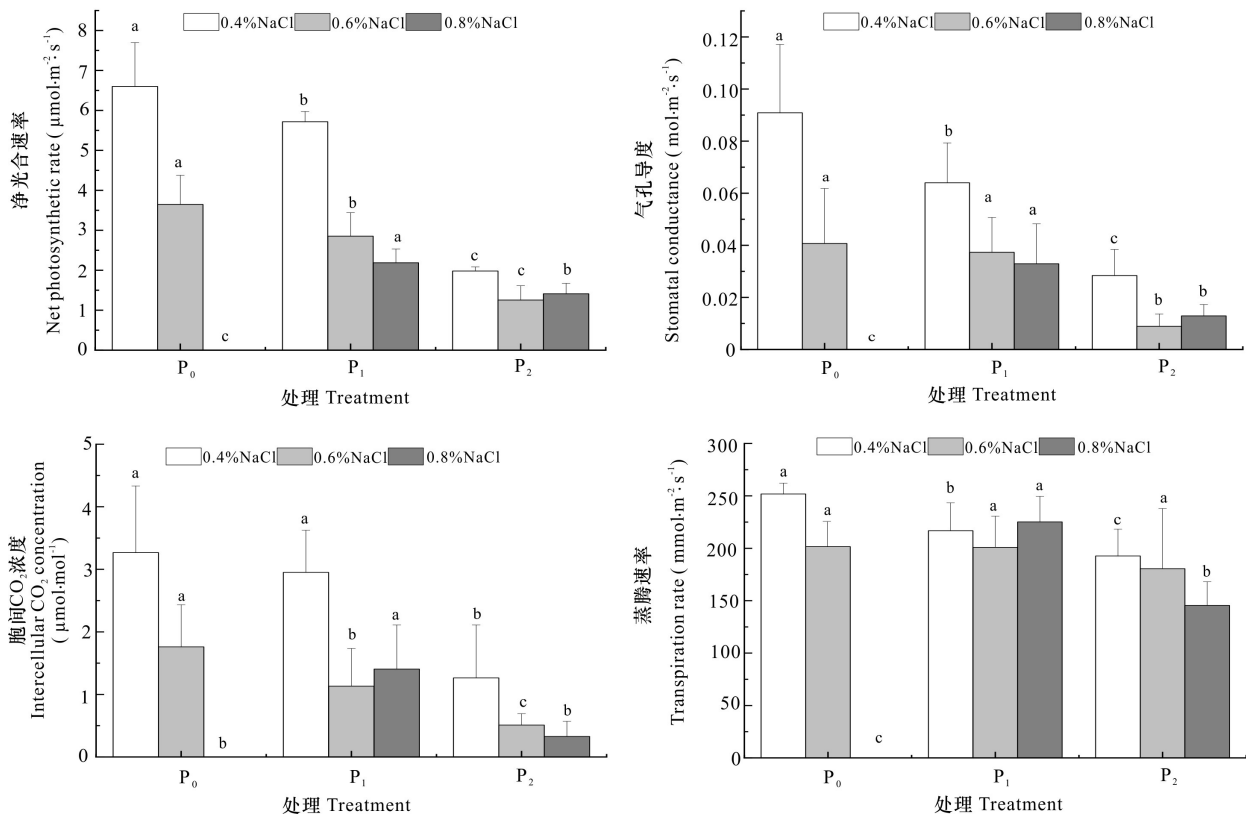 0.4%NaCl 0.6%NaCl 0.8%NaCl
净光合速率
Net photosynthetic rate ( μmol·m⁻²·s⁻¹)
8
7
6
5
4
3
2
1
0
a a c
b b a
c c b
P₀ P₁ P₂
处理 Treatment
0.4%NaCl 0.6%NaCl 0.8%NaCl
气孔导度
Stomatal conductance ( mol·m⁻²·s⁻¹)
0.12
0.10
0.08
0.06
0.04
0.02
0
a a c
b a a
c b b
P₀ P₁ P₂
处理 Treatment
0.4%NaCl 0.6%NaCl 0.8%NaCl
胞间CO₂浓度
Intercellular CO₂ concentration
( μmol·mol⁻¹)
5
4
3
2
1
0
a a b
a b a
b c b
P₀ P₁ P₂
处理 Treatment
0.4%NaCl 0.6%NaCl 0.8%NaCl
蒸腾速率
Transpiration rate ( mmol·m⁻²·s⁻¹)
300
250
200
150
100
50
0
a a c
b a a
c a b
P₀ P₁ P₂
处理 Treatment